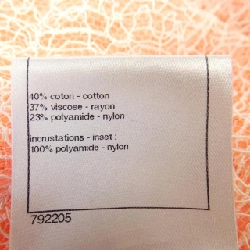 40% coton - cotton
37% viscose - rayon
23% polyamide - nylon
incrustations - inset :
100% polyamide - nylon
792205